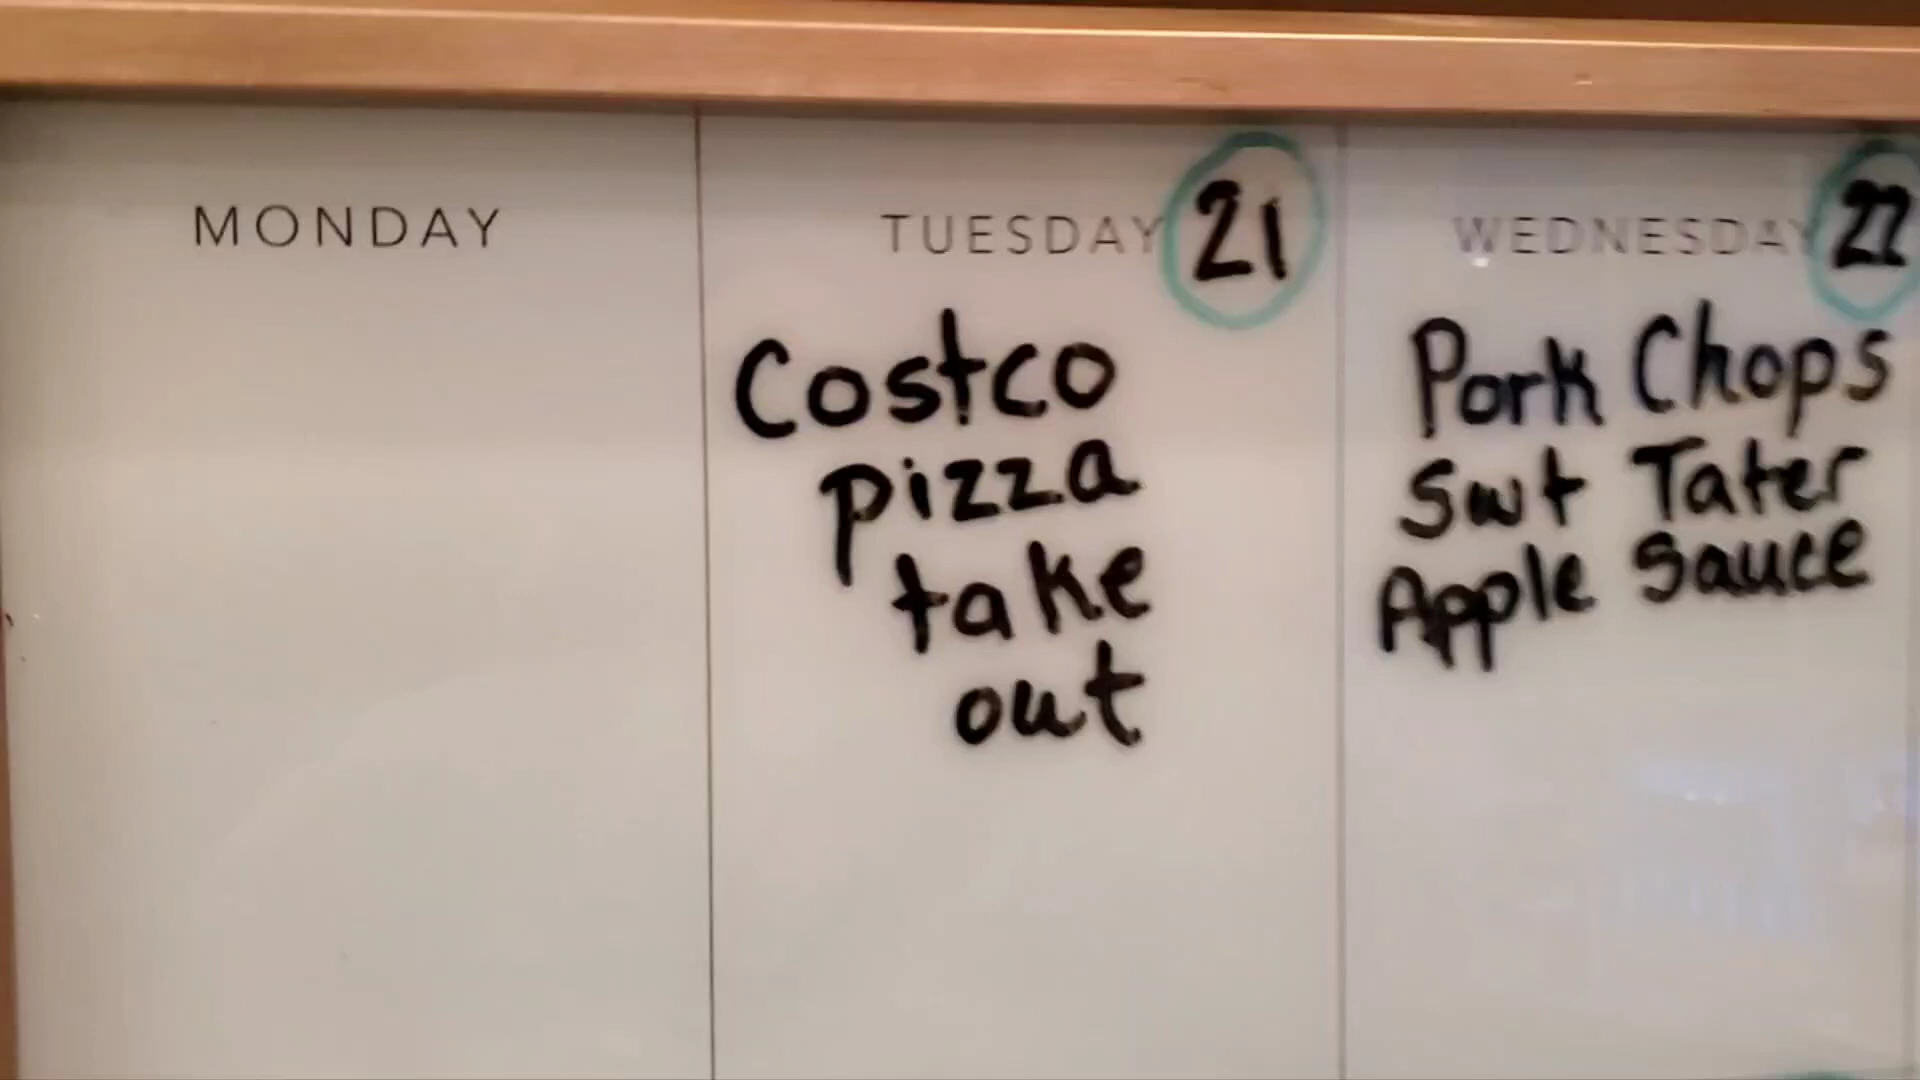 MONDAY
TUESDAY 21
WEDNESDAY 22
Costco
pizza
take
out
Pork Chops
Swt Tater
Apple Sauce